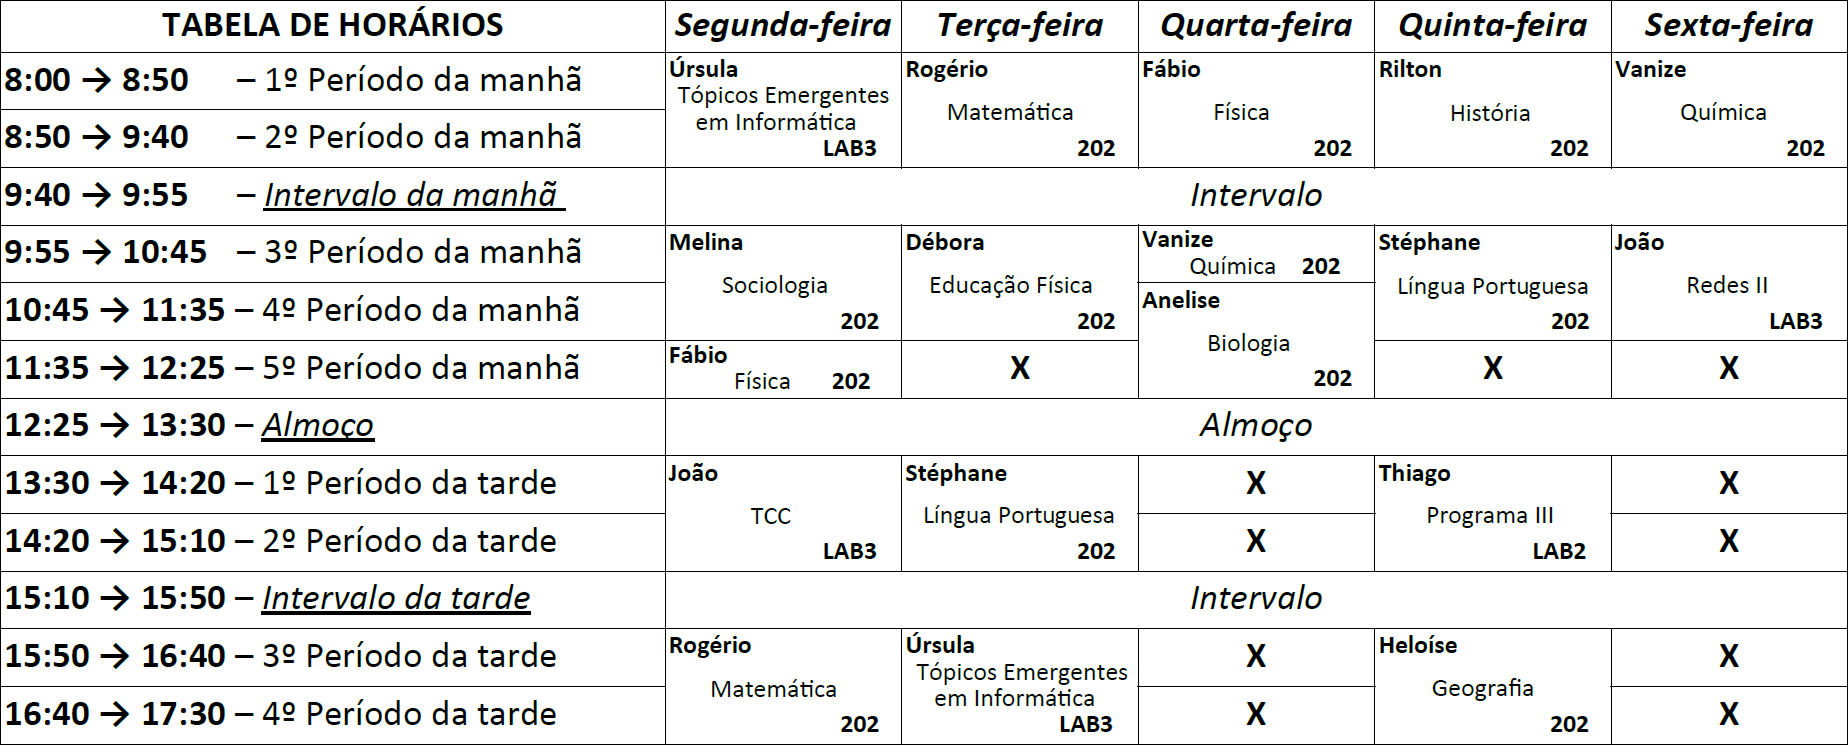 TABELA DE HORÁRIOS Segunda-feira Terça-feira Quarta-feira Quinta-feira Sexta-feira
8:00 → 8:50 – 1º Período da manhã
8:50 → 9:40 – 2º Período da manhã
Úrsula
Tópicos Emergentes
em Informática
LAB3
Rogério
Matemática
202
Fábio
Física
202
Rilton
História
202
Vanize
Química
202
9:40 → 9:55 – Intervalo da manhã
Intervalo
9:55 → 10:45 – 3º Período da manhã
10:45 → 11:35 – 4º Período da manhã
11:35 → 12:25 – 5º Período da manhã
Melina
Sociologia
202
Fábio
Física 202
Débora
Educação Física
202
X
Vanize
Química 202
Anelise
Biologia
202
Stéphane
Língua Portuguesa
202
X
João
Redes II
LAB3
X
12:25 → 13:30 – Almoço
Almoço
13:30 → 14:20 – 1º Período da tarde
14:20 → 15:10 – 2º Período da tarde
João
TCC
LAB3
Stéphane
Língua Portuguesa
202
X
X
Thiago
Programa III
LAB2
X
X
15:10 → 15:50 – Intervalo da tarde
Intervalo
15:50 → 16:40 – 3º Período da tarde
16:40 → 17:30 – 4º Período da tarde
Rogério
Matemática
202
Úrsula
Tópicos Emergentes
em Informática
LAB3
X
X
Heloíse
Geografia
202
X
X